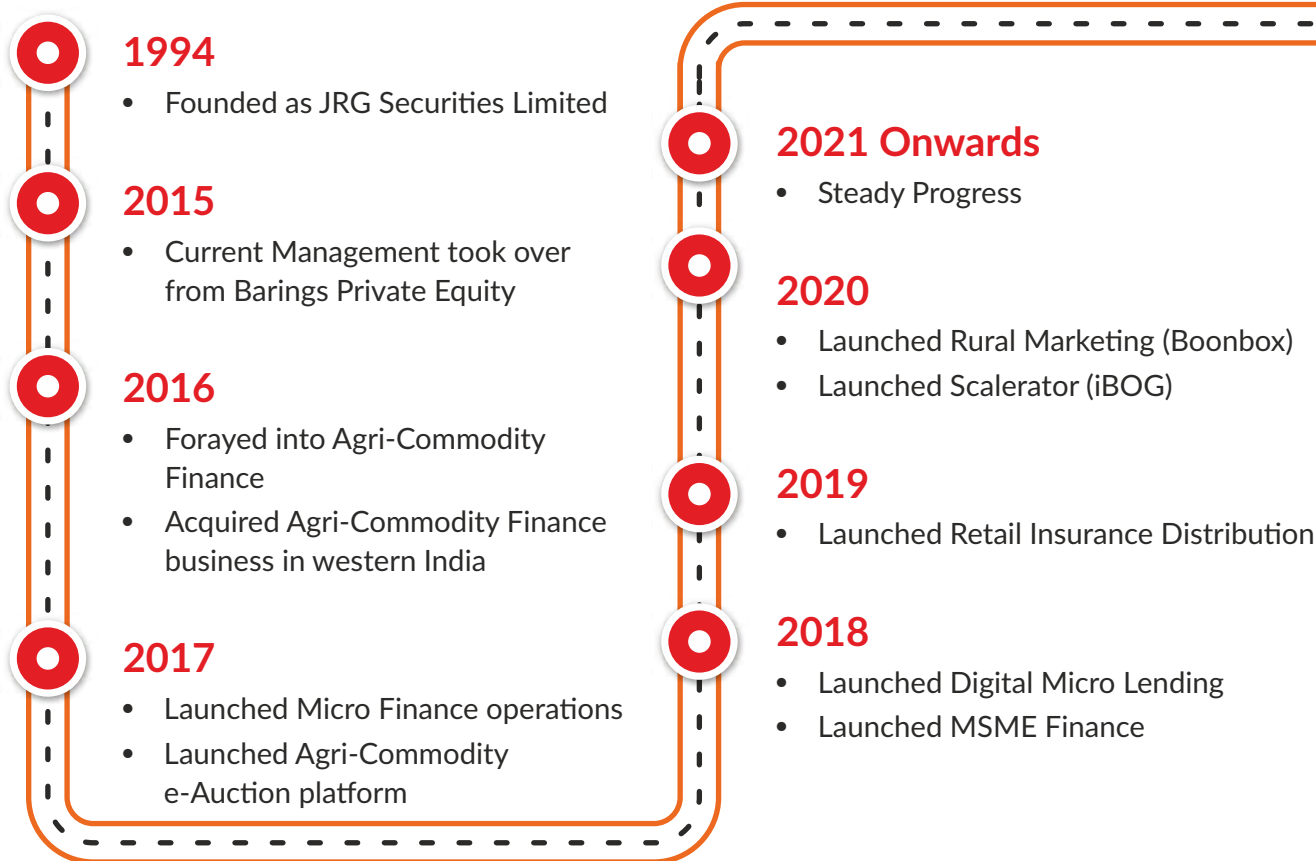 1994
• Founded as JRG Securities Limited
2015
• Current Management took over
from Barings Private Equity
2016
• Forayed into Agri-Commodity
Finance
• Acquired Agri-Commodity Finance
business in western India
2017
• Launched Micro Finance operations
• Launched Agri-Commodity
e-Auction platform
2021 Onwards
• Steady Progress
2020
• Launched Rural Marketing (Boonbox)
• Launched Scalerator (iBOG)
2019
• Launched Retail Insurance Distribution
2018
• Launched Digital Micro Lending
• Launched MSME Finance